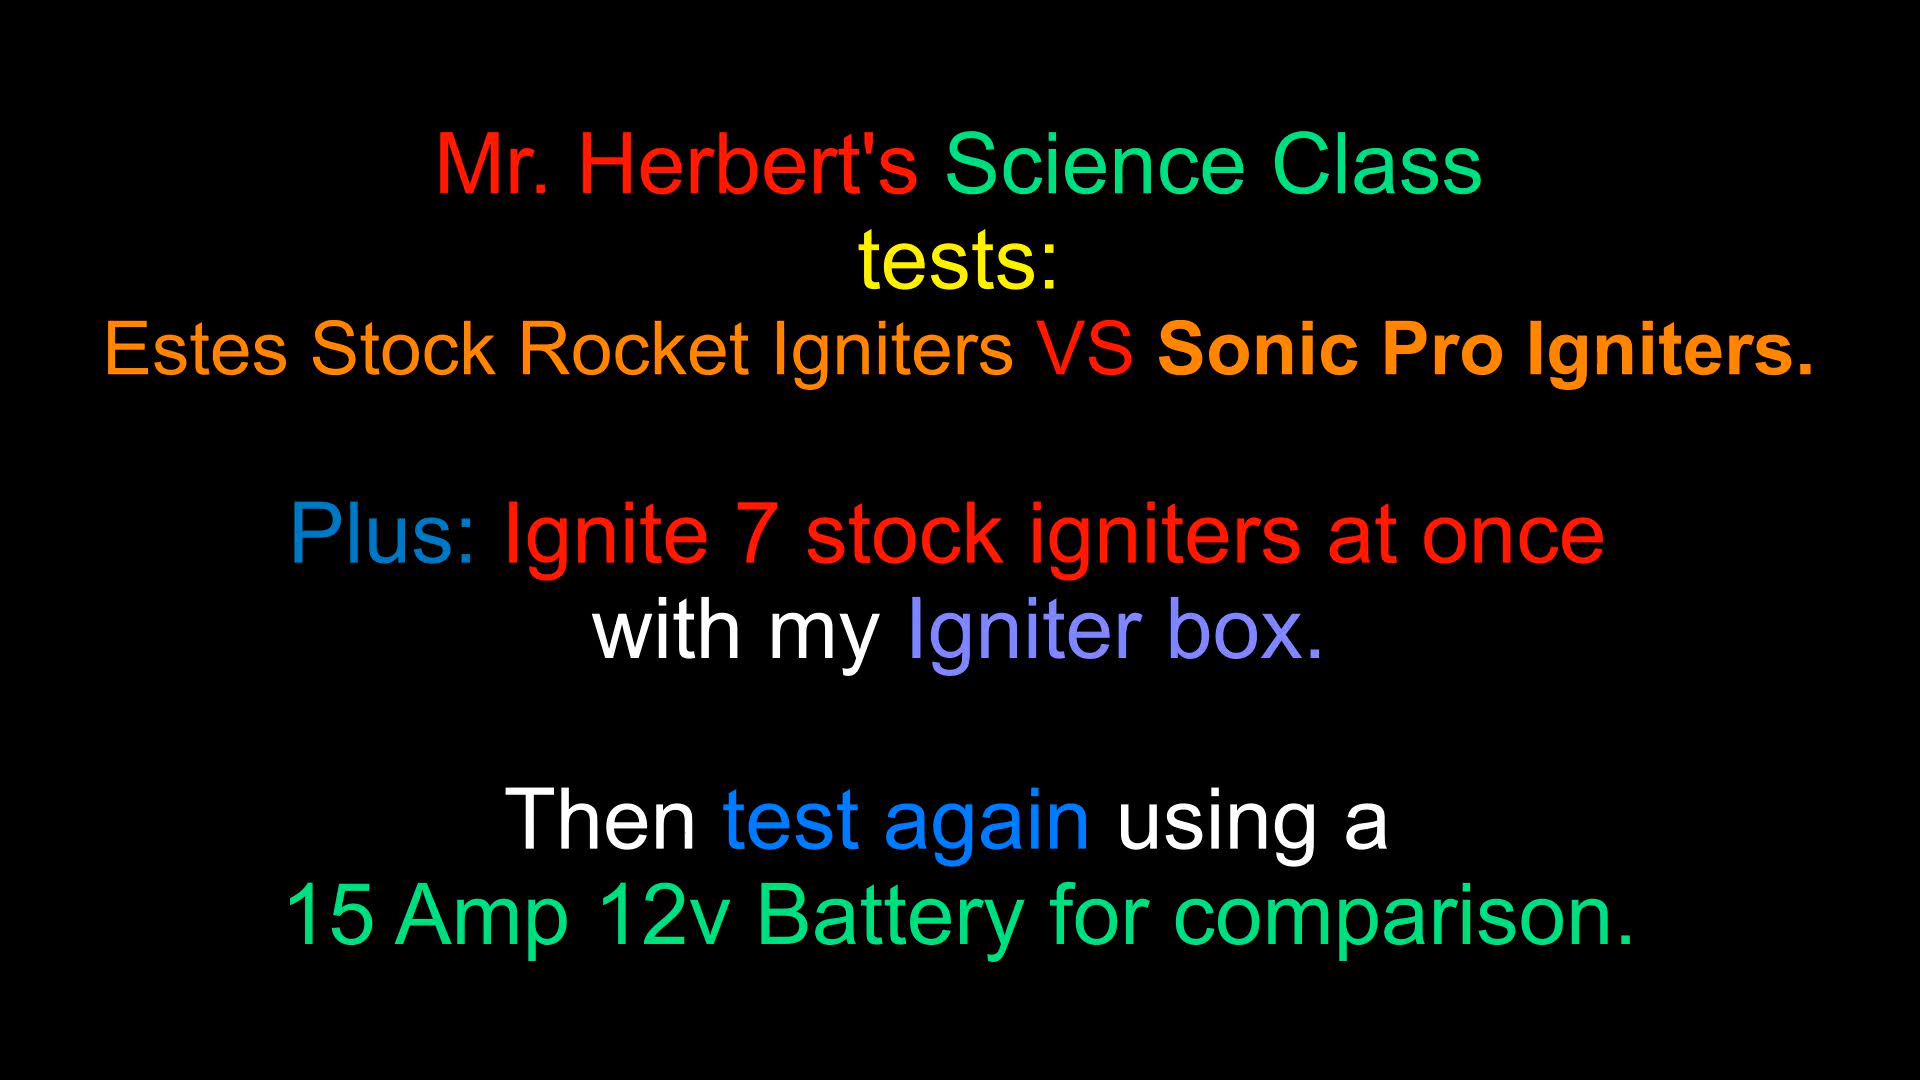 Mr. Herbert's Science Class
tests:
Estes Stock Rocket Igniters VS Sonic Pro Igniters.
Plus: Ignite 7 stock igniters at once
with my Igniter box.
Then test again using a
15 Amp 12v Battery for comparison.